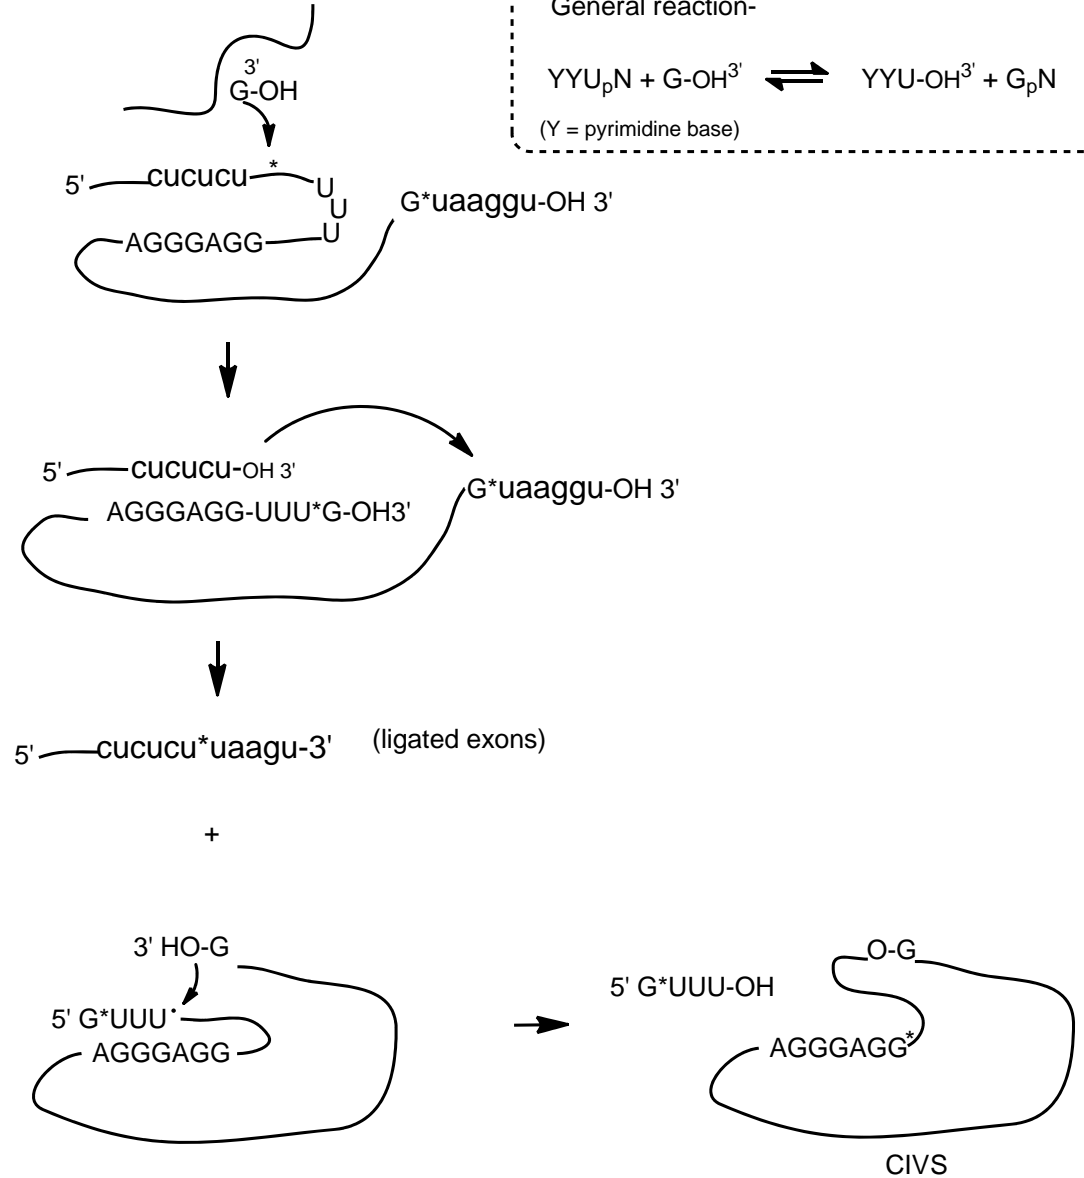 General reaction-
YYUpN + G-OH3' ⇌ YYU-OH3' + GpN
(Y = pyrimidine base)
3'
G-OH
*
5' cucucu
U
U
U
G*uaaggu-OH 3'
AGGGAGG
5' cucucu-OH 3'
G*uaaggu-OH 3'
AGGGAGG-UUU*G-OH3'
5' cucucu*uaagu-3' (ligated exons)
+
3' HO-G
5' G*UUU·
AGGGAGG
O-G
5' G*UUU-OH
AGGGAGG*
CIVS